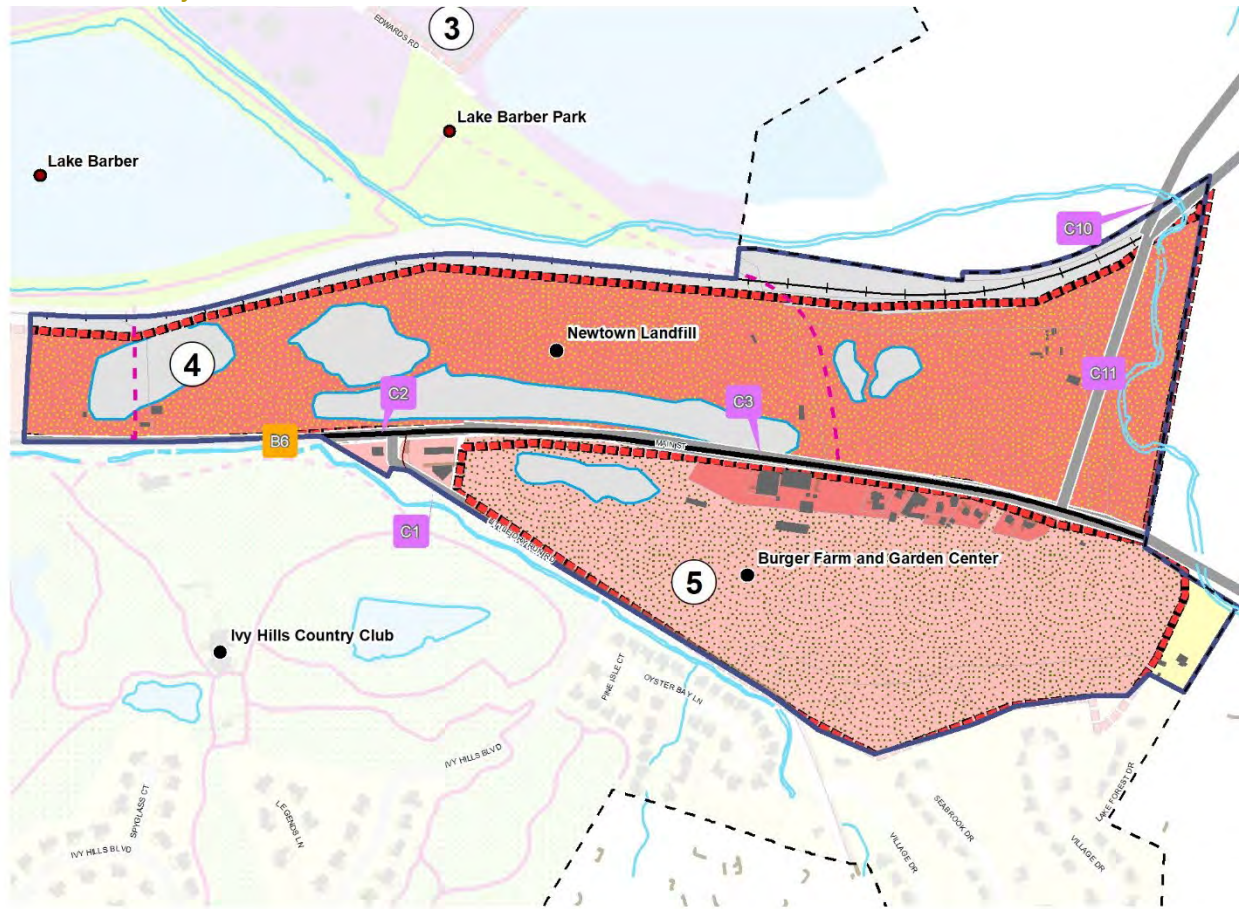 3
EDWARDS RD
Lake Barber Park
Lake Barber
C10
Newtown Landfill
4
C11
C2
C3
B6
MAIN ST
C1
Burger Farm and Garden Center
5
Ivy Hills Country Club
PINE ISLE CT
OYSTER BAY LN
IVY HILLS BLVD
SPYGLASS CT
LEGENDS LN
IVY HILLS BLVD
SEABROOK DR
LAKE FOREST DR
VILLAGE DR
VILLAGE DR